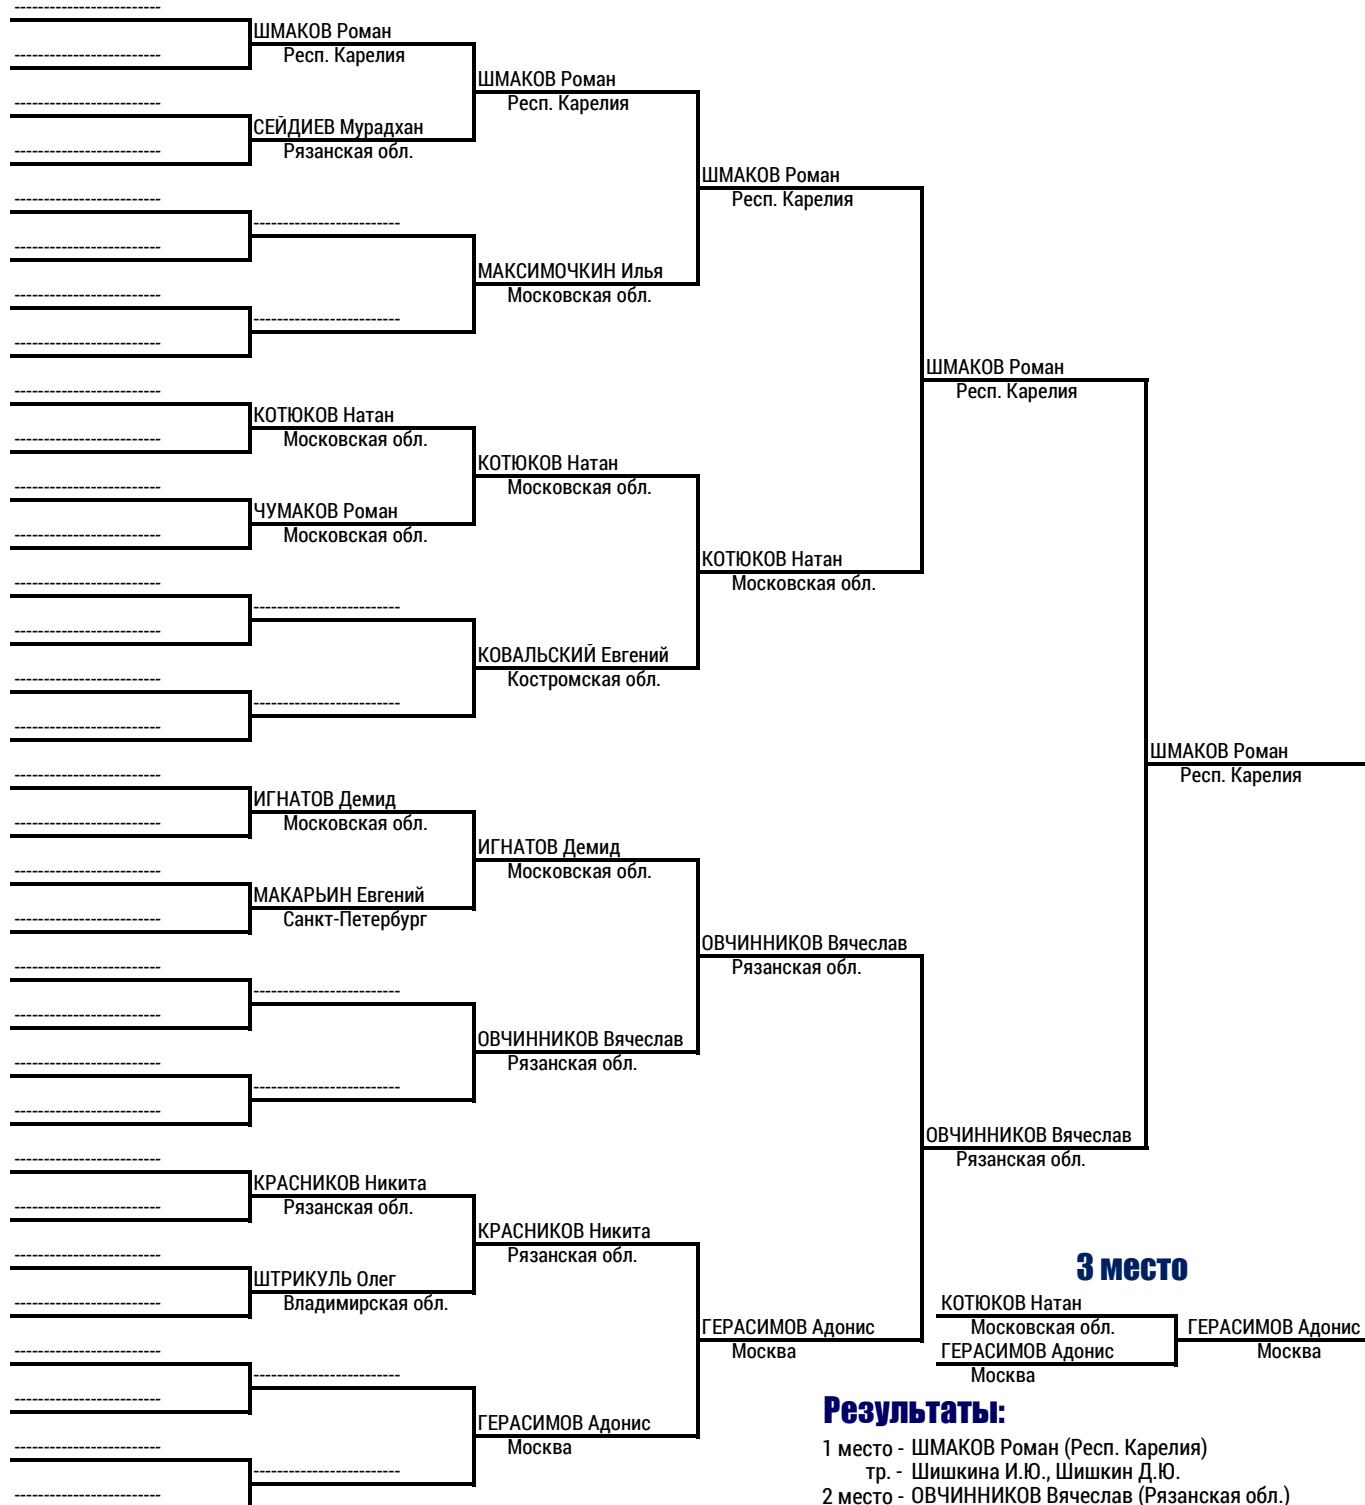 ШМАКОВ Роман
Респ. Карелия
СЕЙДИЕВ Мурадхан
Рязанская обл.
КОТЮКОВ Натан
Московская обл.
ЧУМАКОВ Роман
Московская обл.
ИГНАТОВ Демид
Московская обл.
МАКАРЬИН Евгений
Санкт-Петербург
КРАСНИКОВ Никита
Рязанская обл.
ШТРИКУЛЬ Олег
Владимирская обл.
ШМАКОВ Роман
Респ. Карелия
МАКСИМОЧКИН Илья
Московская обл.
КОТЮКОВ Натан
Московская обл.
КОВАЛЬСКИЙ Евгений
Костромская обл.
ИГНАТОВ Демид
Московская обл.
ОВЧИННИКОВ Вячеслав
Рязанская обл.
КРАСНИКОВ Никита
Рязанская обл.
ГЕРАСИМОВ Адонис
Москва
ШМАКОВ Роман
Респ. Карелия
КОТЮКОВ Натан
Московская обл.
ОВЧИННИКОВ Вячеслав
Рязанская обл.
ГЕРАСИМОВ Адонис
Москва
ШМАКОВ Роман
Респ. Карелия
ОВЧИННИКОВ Вячеслав
Рязанская обл.
ШМАКОВ Роман
Респ. Карелия
3 место
КОТЮКОВ Натан
Московская обл.
ГЕРАСИМОВ Адонис
Москва
ГЕРАСИМОВ Адонис
Москва
Результаты:
1 место - ШМАКОВ Роман (Респ. Карелия)
тр. - Шишкина И.Ю., Шишкин Д.Ю.
2 место - ОВЧИННИКОВ Вячеслав (Рязанская обл.)